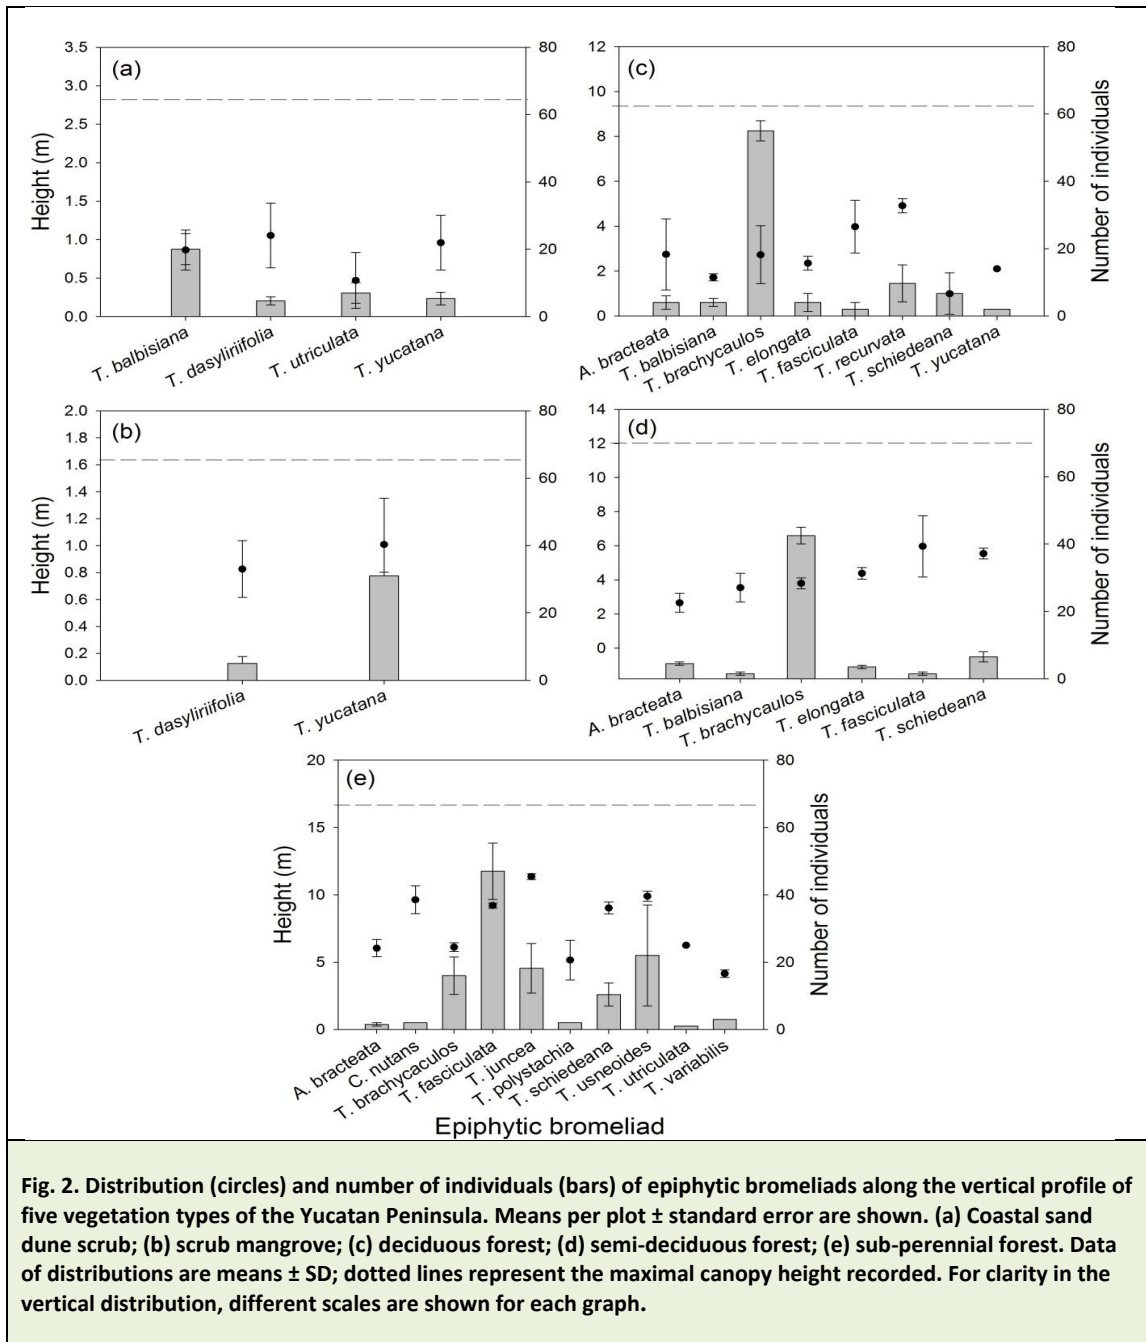 (a)
3.5
3.0
2.5
2.0
1.5
1.0
0.5
0.0
Height (m)
80
60
40
20
0
T. balbisiana
T. dasyliriifolia
T. utriculata
T. yucatana
(c)
12
10
8
6
4
2
0
80
60
40
20
0
Number of individuals
A. bracteata
T. balbisiana
T. brachycaulos
T. elongata
T. fasciculata
T. recurvata
T. schiedeana
T. yucatana
(b)
2.0
1.8
1.6
1.4
1.2
1.0
0.8
0.6
0.4
0.2
0.0
Height (m)
80
60
40
20
0
T. dasyliriifolia
T. yucatana
(d)
14
12
10
8
6
4
2
0
80
60
40
20
0
Number of individuals
A. bracteata
T. balbisiana
T. brachycaulos
T. elongata
T. fasciculata
T. schiedeana
(e)
20
15
10
5
0
Height (m)
80
60
40
20
0
Number of individuals
A. bracteata
C. nutans
T. brachycaculos
T. fasciculata
T. juncea
T. polystachia
T. schiedeana
T. usneoides
T. utriculata
T. variabilis
Epiphytic bromeliad
Fig. 2. Distribution (circles) and number of individuals (bars) of epiphytic bromeliads along the vertical profile of
five vegetation types of the Yucatan Peninsula. Means per plot ± standard error are shown. (a) Coastal sand
dune scrub; (b) scrub mangrove; (c) deciduous forest; (d) semi-deciduous forest; (e) sub-perennial forest. Data
of distributions are means ± SD; dotted lines represent the maximal canopy height recorded. For clarity in the
vertical distribution, different scales are shown for each graph.